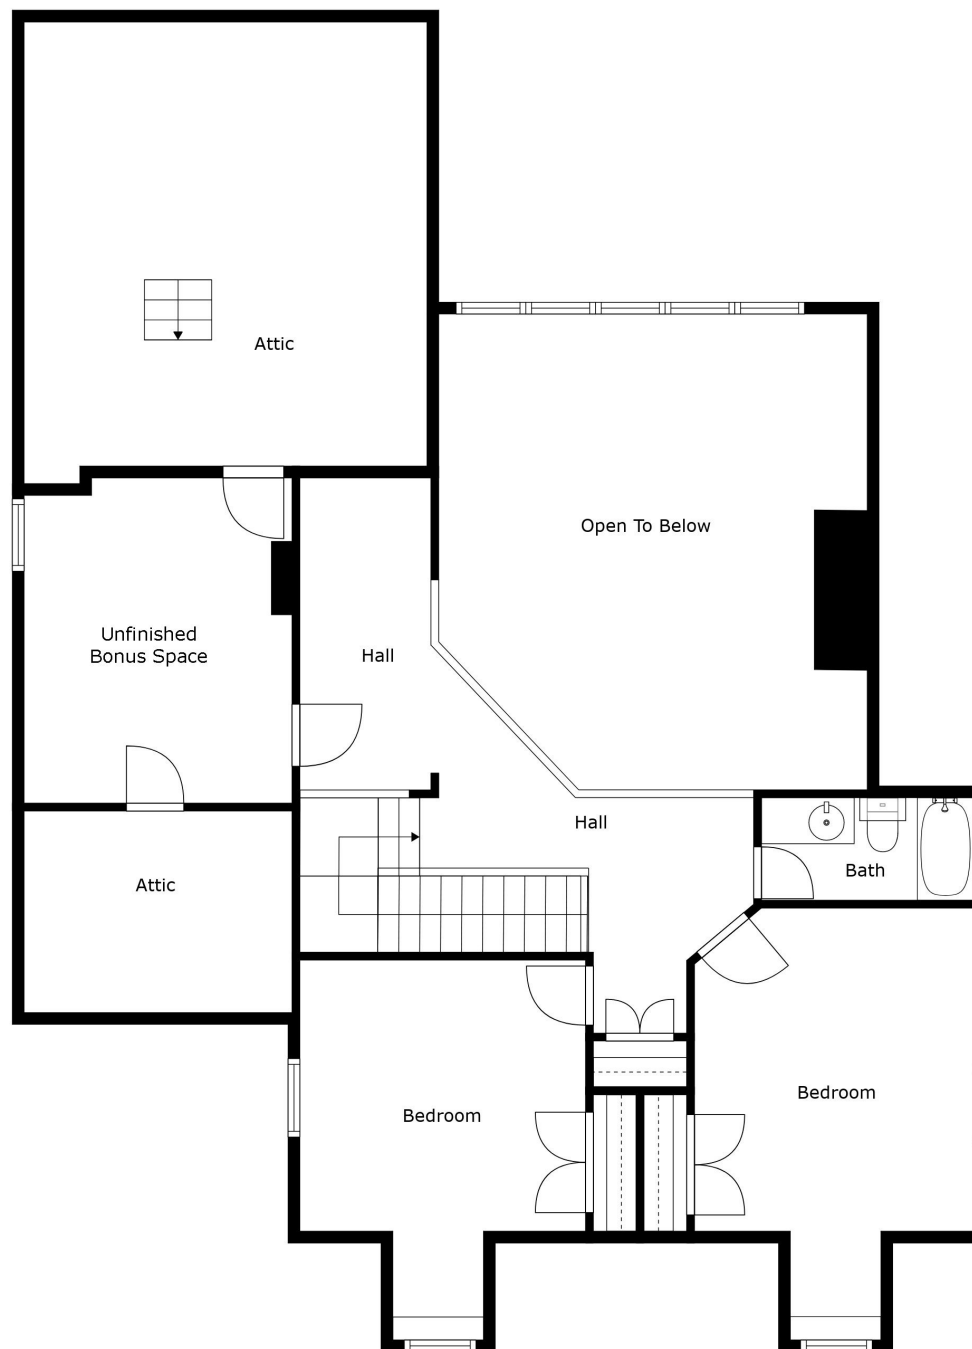 Attic
Open To Below
Unfinished
Bonus Space
Hall
Hall
Bath
Attic
Bedroom
Bedroom